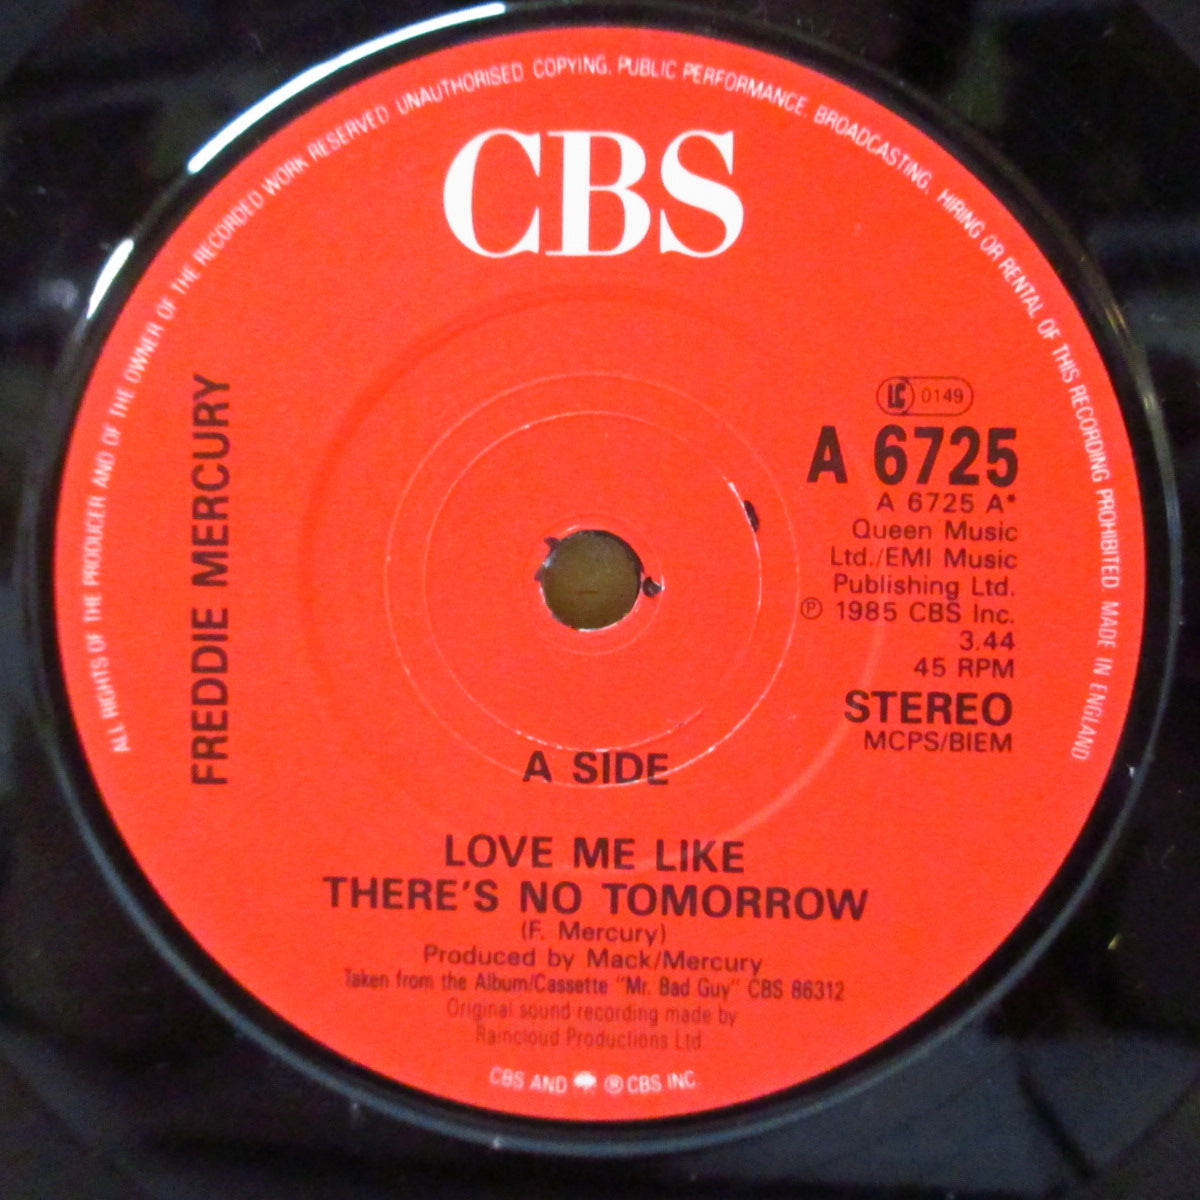 ALL RIGHTS OF THE PRODUCER AND OF THE OWNER OF THE RECORDED WORK RESERVED UNAUTHORISED COPYING, PUBLIC PERFORMANCE, BROADCASTING, HIRING OR RENTAL OF THIS RECORDING PROHIBITED. MADE IN ENGLAND
CBS
FREDDIE MERCURY
LC 0149
A 6725
A 6725 A*
Queen Music
Ltd./EMI Music
Publishing Ltd.
℗ 1985 CBS Inc.
3.44
45 RPM
STEREO
MCPS/BIEM
A SIDE
LOVE ME LIKE
THERE'S NO TOMORROW
(F. Mercury)
Produced by Mack/Mercury
Taken from the Album/Cassette "Mr. Bad Guy" CBS 86312
Original sound recording made by
Raincloud Productions Ltd
CBS AND ® CBS INC.